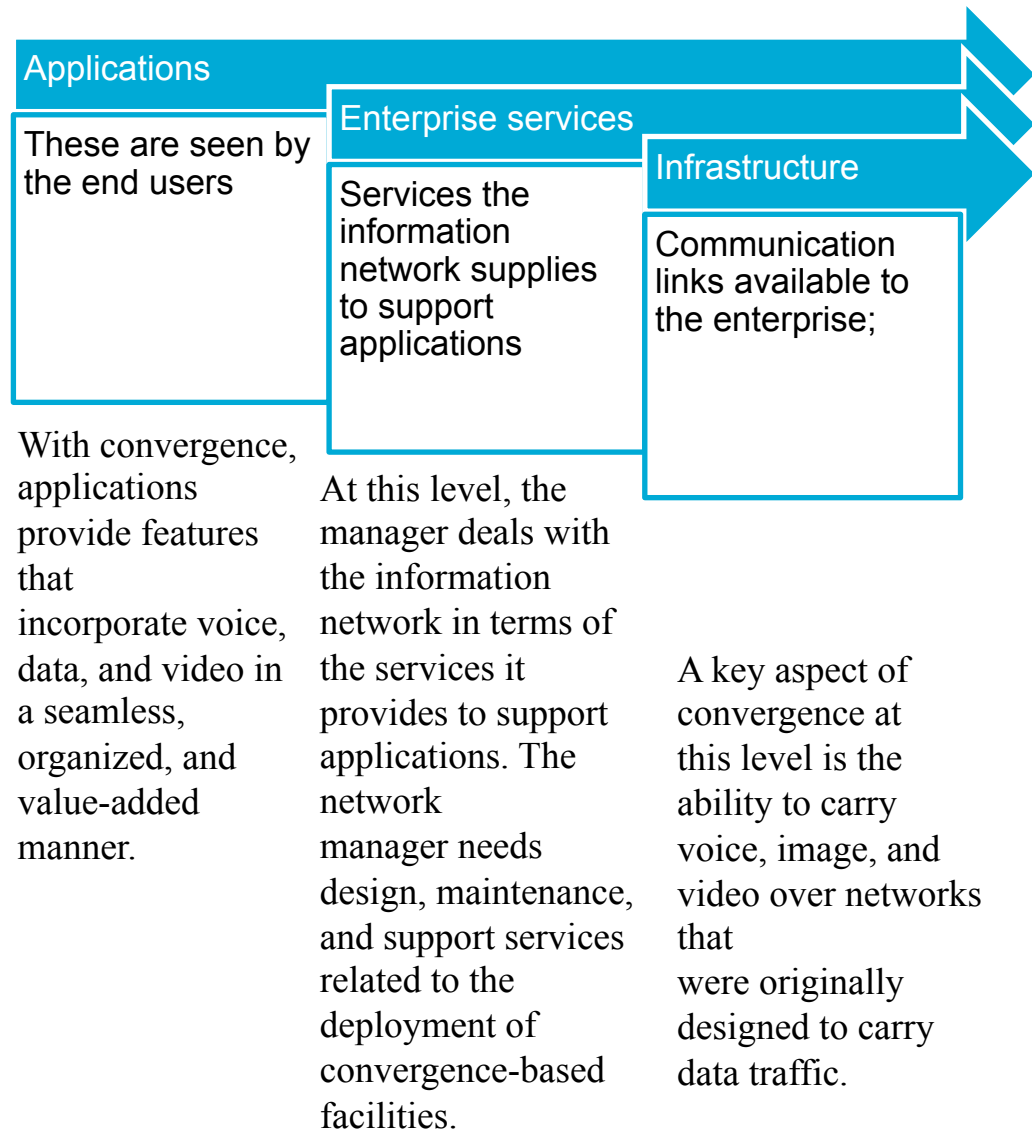 Applications
These are seen by
the end users
With convergence,
applications
provide features
that
incorporate voice,
data, and video in
a seamless,
organized, and
value-added
manner.
Enterprise services
Services the
information
network supplies
to support
applications
At this level, the
manager deals with
the information
network in terms of
the services it
provides to support
applications. The
network
manager needs
design, maintenance,
and support services
related to the
deployment of
convergence-based
facilities.
Infrastructure
Communication
links available to
the enterprise;
A key aspect of
convergence at
this level is the
ability to carry
voice, image, and
video over networks
that
were originally
designed to carry
data traffic.